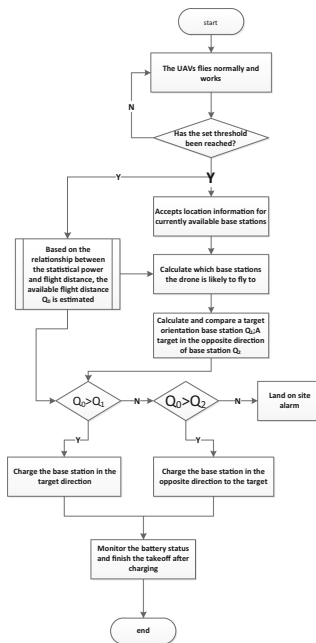 start
The UAVs flies normally and
works
N
Has the set threshold
been reached?
Y
Y
Accepts location information for
currently available base stations
Based on the
relationship between
the statistical power
and flight distance, the
available flight distance
Q₀ is estimated
Calculate which base stations
the drone is likely to fly to
Calculate and compare a target
orientation base station Q₁;A
target in the opposite direction
of base station Q₂
Q₀>Q₁
N
Q₀>Q₂
N
Land on site
alarm
Y
Y
Charge the base station in the
target direction
Charge the base station in the
opposite direction to the target
Monitor the battery status
and finish the takeoff after
charging
end